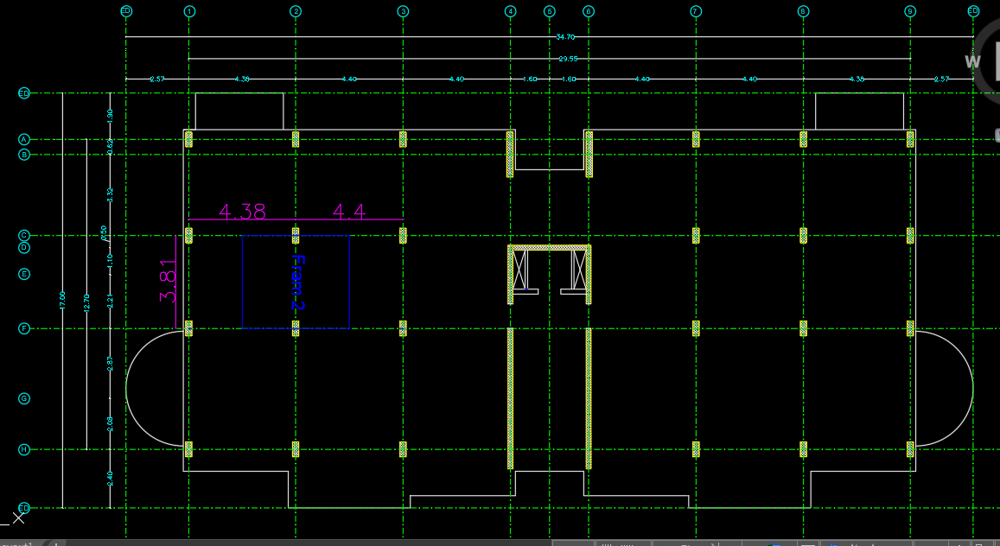 ED 1 2 3 4 5 6 7 8 9 ED
34.70
29.55
2.57 4.38 4.40 4.40 1.60 1.60 4.40 4.40 4.38 2.57
W
ED
1.90
A
0.62
B
3.32
4.38 4.4
C
0.50
D
1.10
E
3.81
Fram 2
17.00
12.70
2.21
F
2.87
G
2.08
H
2.40
ED